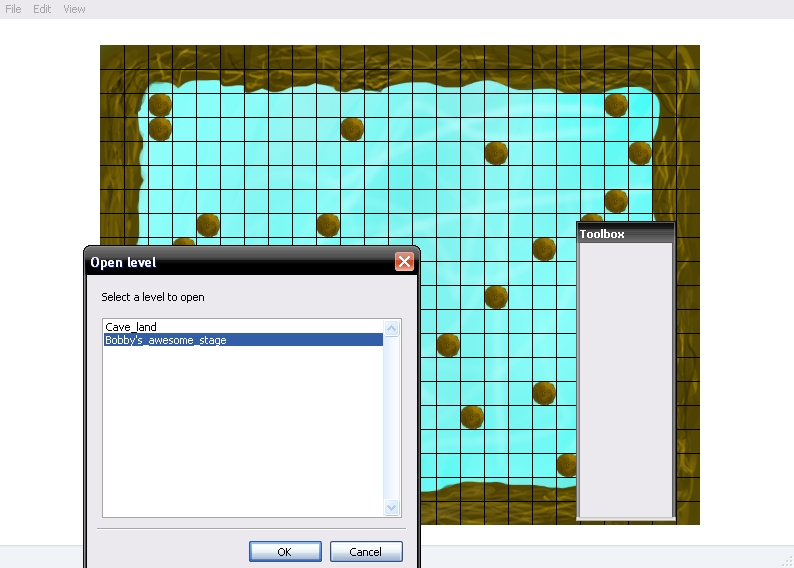 File Edit View
Toolbox
Open level
Select a level to open
Cave_land
Bobby's_awesome_stage
OK Cancel